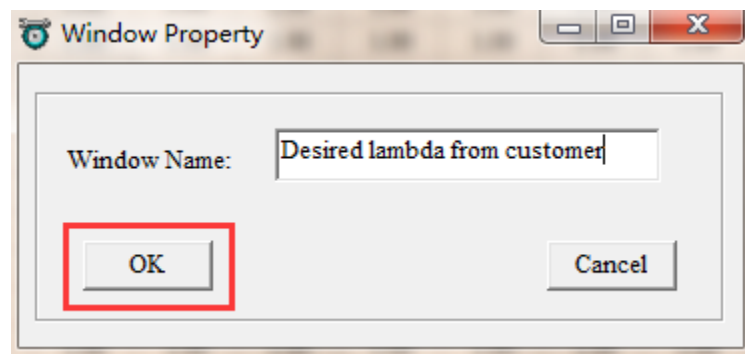 Window Property
Window Name:
Desired lambda from customer
OK
Cancel